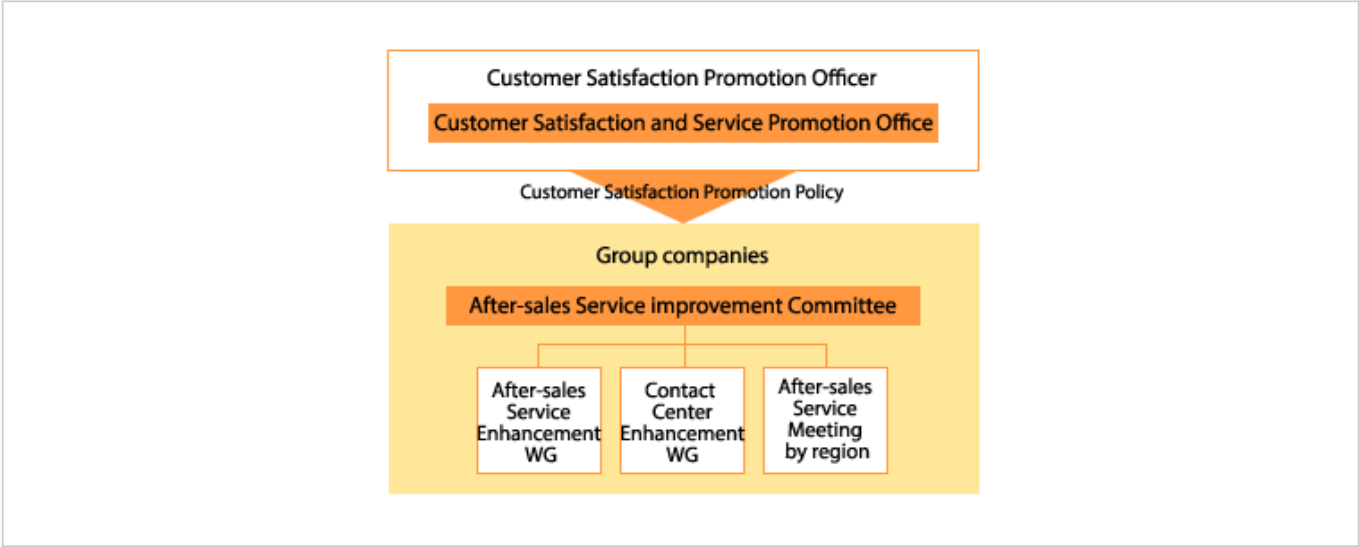 Customer Satisfaction Promotion Officer
Customer Satisfaction and Service Promotion Office
Customer Satisfaction Promotion Policy
Group companies
After-sales Service improvement Committee
After-sales
Service
Enhancement
WG
Contact
Center
Enhancement
WG
After-sales
Service
Meeting
by region